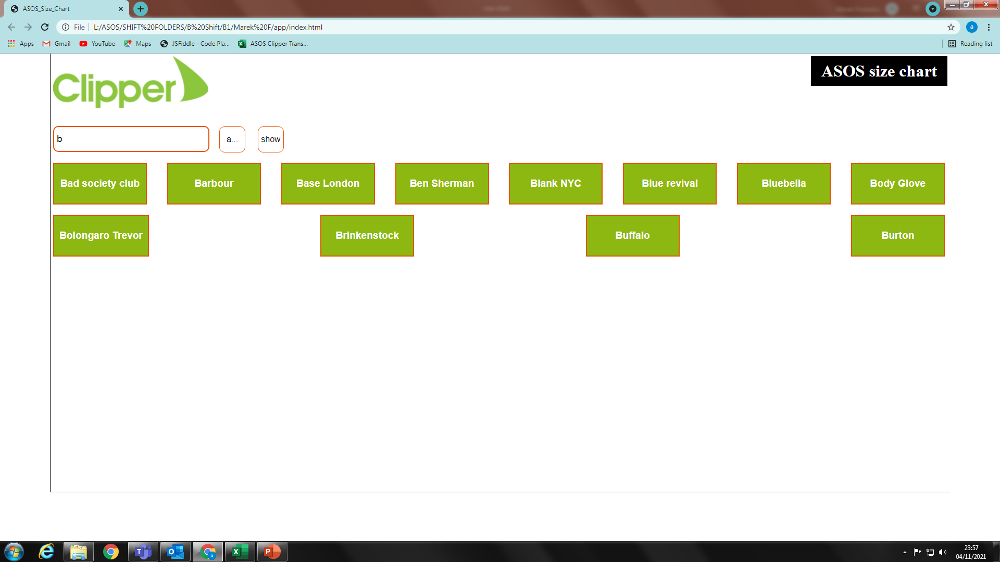 ASOS_Size_Chart
File L:/ASOS/SHIFT%20FOLDERS/B%20Shift/B1/Marek%20F/app/index.html a
Apps Gmail YouTube Maps JSFiddle - Code Pla... ASOS Clipper Trans... Reading list
Clipper
ASOS size chart
b a... show
Bad society club Barbour Base London Ben Sherman Blank NYC Blue revival Bluebella Body Glove
Bolongaro Trevor Brinkenstock Buffalo Burton
23:57
04/11/2021